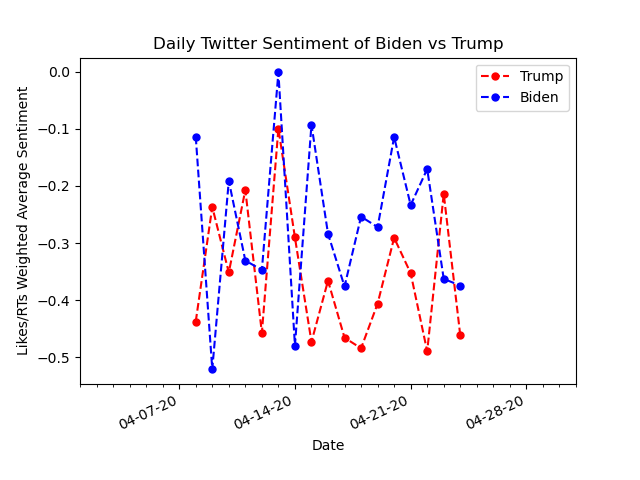 Daily Twitter Sentiment of Biden vs Trump
Trump
Biden
Likes/RTs Weighted Average Sentiment
0.0
−0.1
−0.2
−0.3
−0.4
−0.5
04-07-20
04-14-20
04-21-20
04-28-20
Date